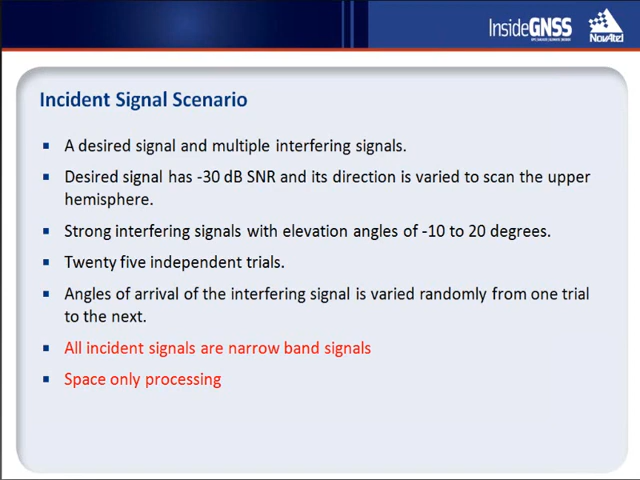 InsideGNSS
NovAtel
Incident Signal Scenario
A desired signal and multiple interfering signals.
Desired signal has -30 dB SNR and its direction is varied to scan the upper
hemisphere.
Strong interfering signals with elevation angles of -10 to 20 degrees.
Twenty five independent trials.
Angles of arrival of the interfering signal is varied randomly from one trial
to the next.
All incident signals are narrow band signals
Space only processing